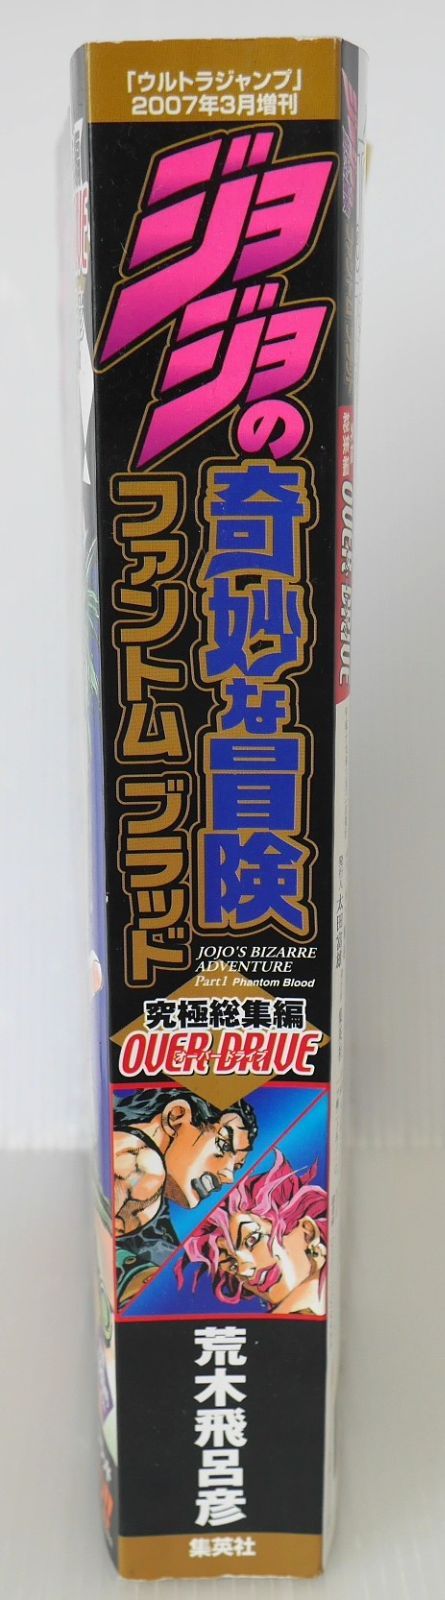 「ウルトラジャンプ」
2007年3月増刊
ジョジョの
奇妙な冒険
ファントム ブラッド
JOJO'S BIZARRE
ADVENTURE
Part1 Phantom Blood
究極総集編
OVER DRIVE
オーバードライブ
荒木飛呂彦
集英社
OVER DRIVE